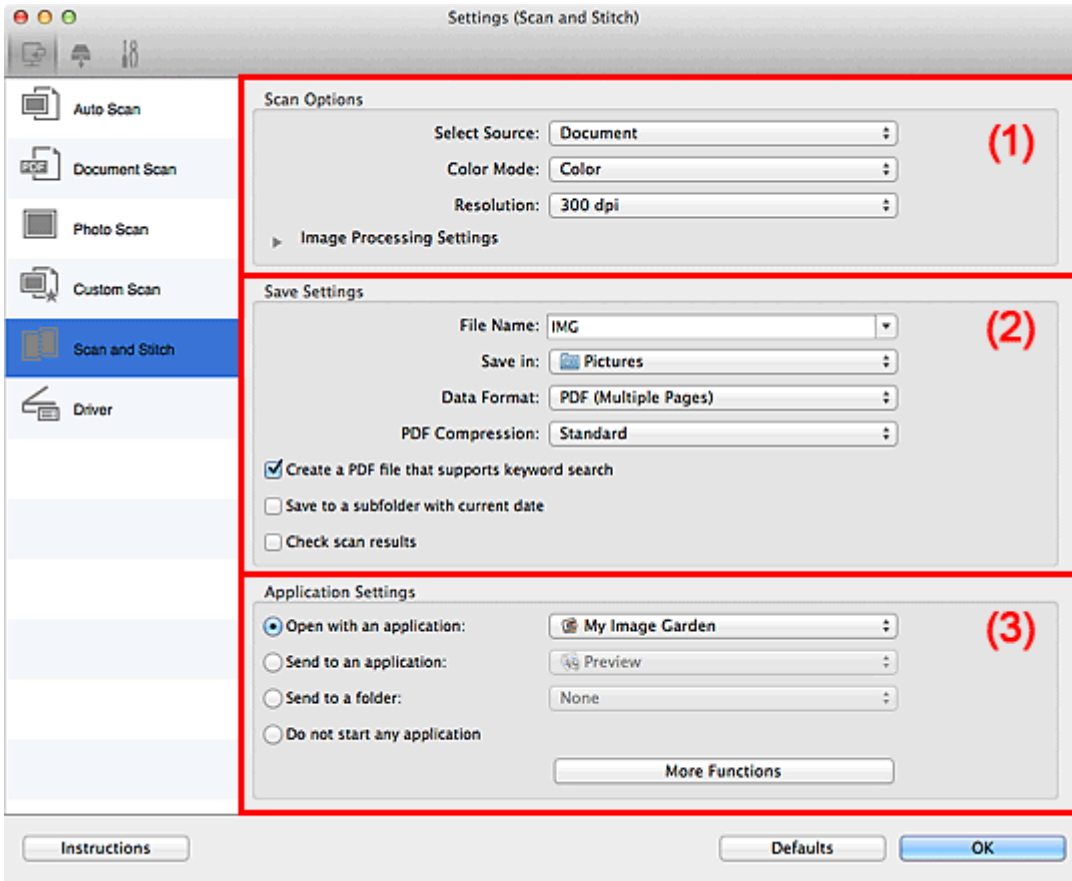 Settings (Scan and Stitch)
Auto Scan
Document Scan
Photo Scan
Custom Scan
Scan and Stitch
Driver
Scan Options
(1)
Select Source: Document
Color Mode: Color
Resolution: 300 dpi
Image Processing Settings
Save Settings
(2)
File Name: IMG
Save in: Pictures
Data Format: PDF (Multiple Pages)
PDF Compression: Standard
Create a PDF file that supports keyword search
Save to a subfolder with current date
Check scan results
Application Settings
(3)
Open with an application: My Image Garden
Send to an application: Preview
Send to a folder: None
Do not start any application
More Functions
Instructions
Defaults
OK